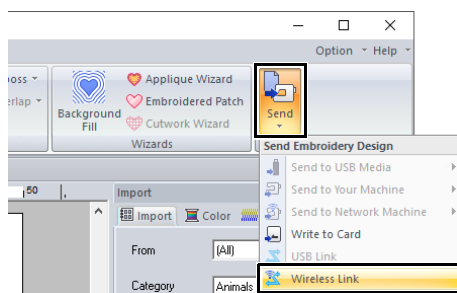 Option Help
Applique Wizard
Embroidered Patch
Cutwork Wizard
Background
Fill
Wizards
Send
Send Embroidery Design
Send to USB Media
Send to Your Machine
Send to Network Machine
Write to Card
USB Link
Wireless Link
50
Import
Import Color
From (All)
Category Animals